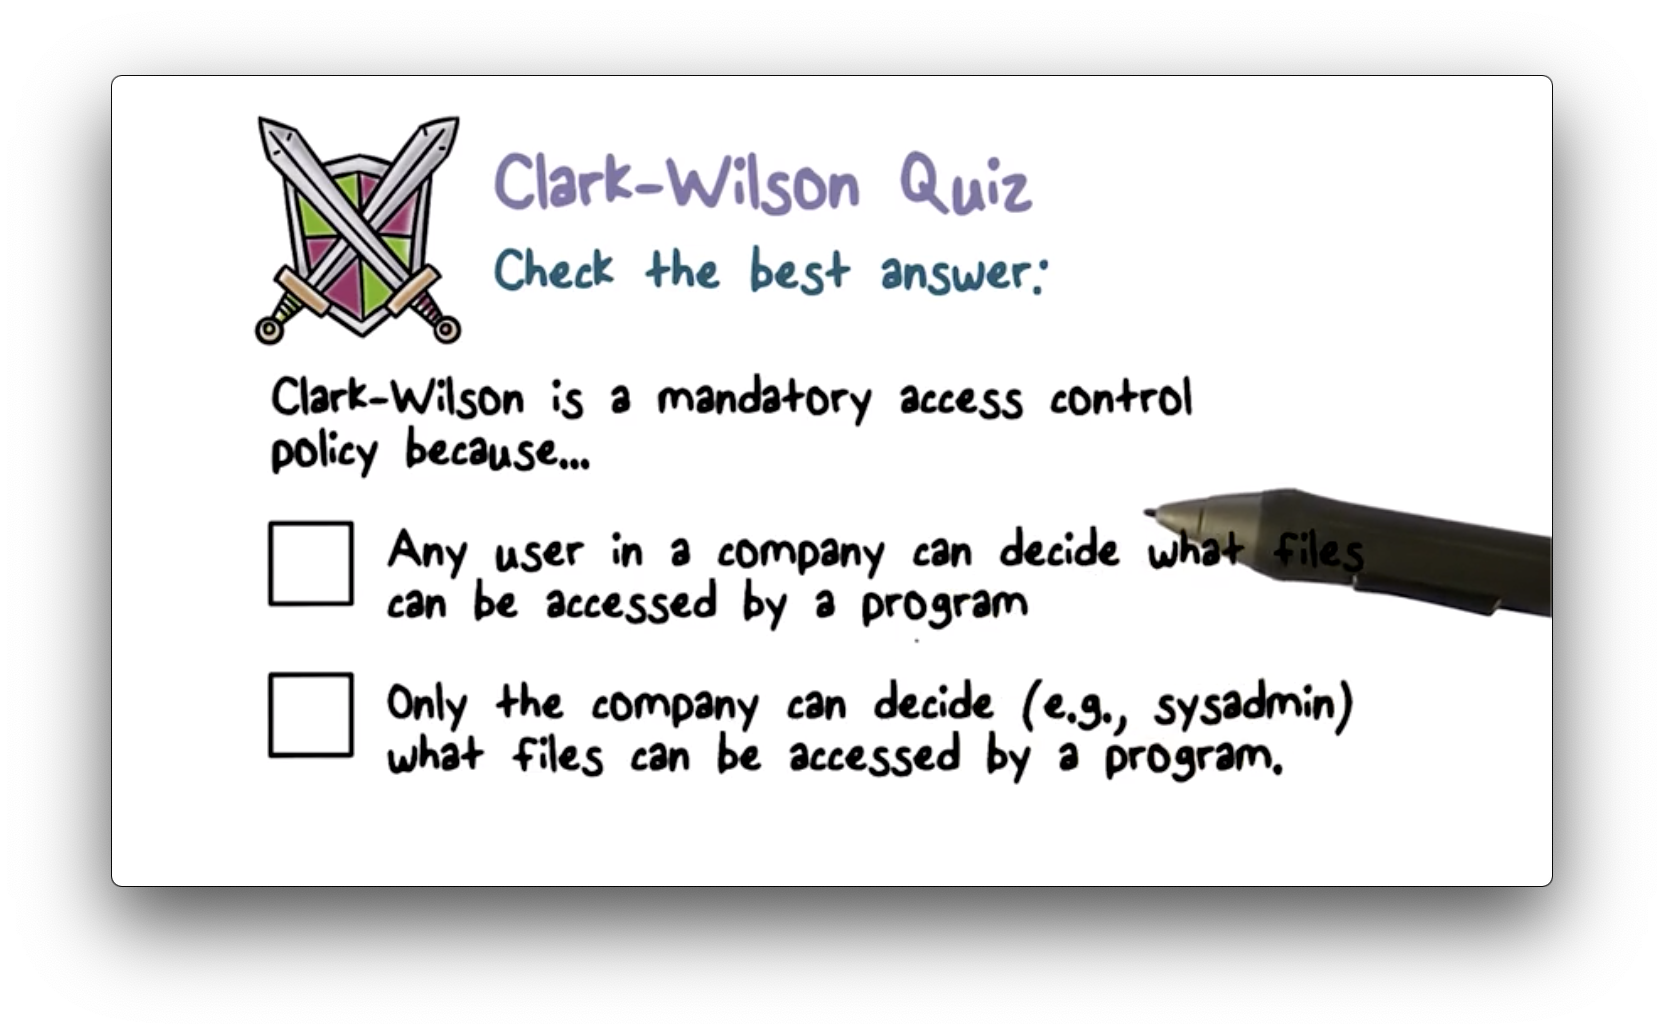 Clark-Wilson Quiz
Check the best answer:
Clark-Wilson is a mandatory access control
policy because...
Any user in a company can decide what files
can be accessed by a program
Only the company can decide (e.g., sysadmin)
what files can be accessed by a program.